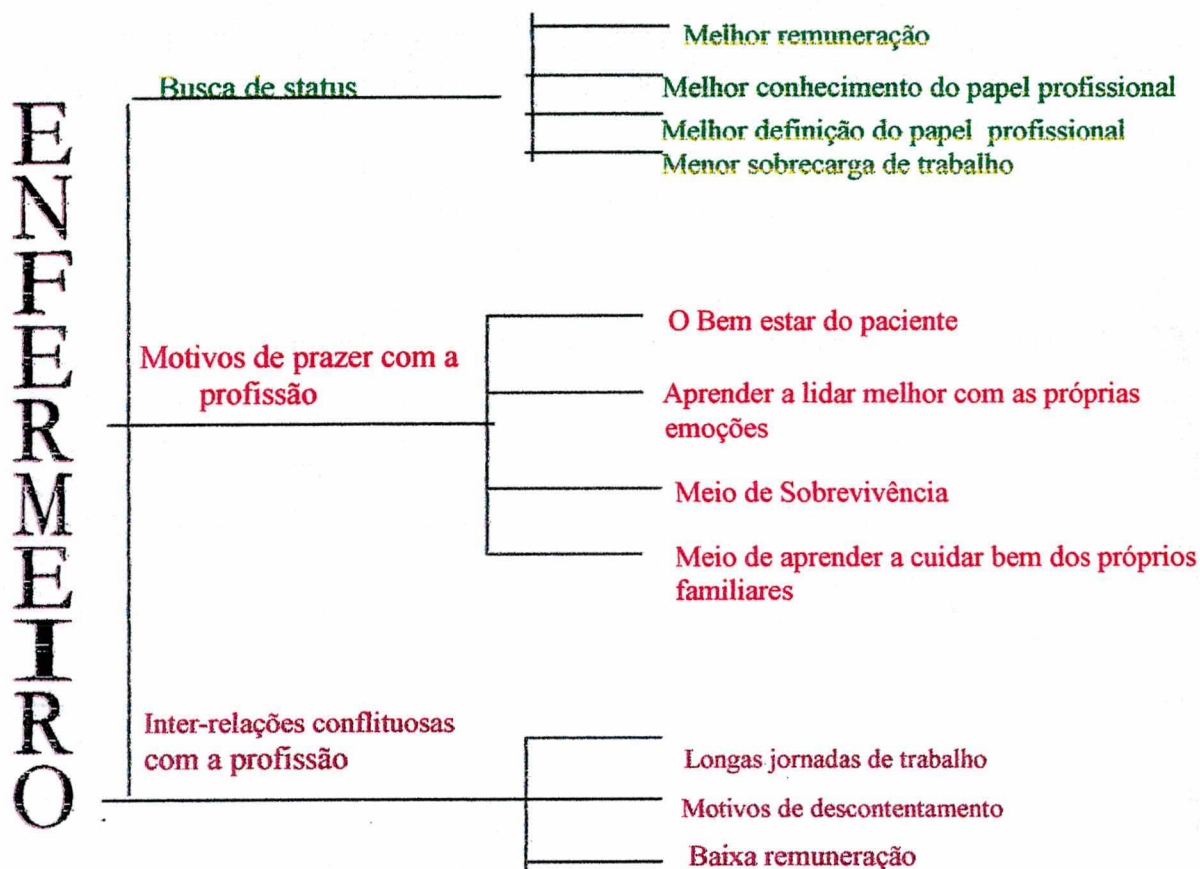 ENFERMEIRO
Busca de status
Melhor remuneração
Melhor conhecimento do papel profissional
Melhor definição do papel profissional
Menor sobrecarga de trabalho
Motivos de prazer com a
profissão
O Bem estar do paciente
Aprender a lidar melhor com as próprias
emoções
Meio de Sobrevivência
Meio de aprender a cuidar bem dos próprios
familiares
Inter-relações conflituosas
com a profissão
Longas jornadas de trabalho
Motivos de descontentamento
Baixa remuneração